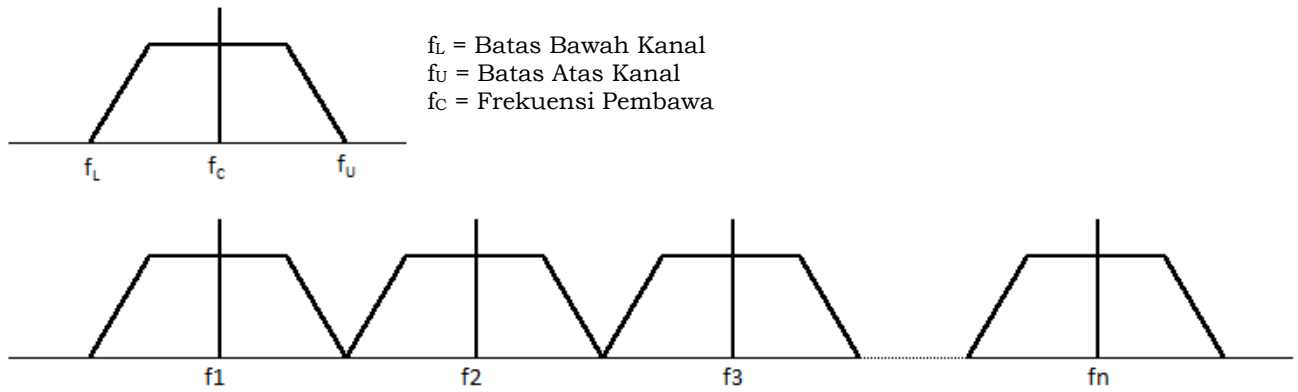 fL = Batas Bawah Kanal
fU = Batas Atas Kanal
fC = Frekuensi Pembawa
fL fC fU
f1 f2 f3 fn